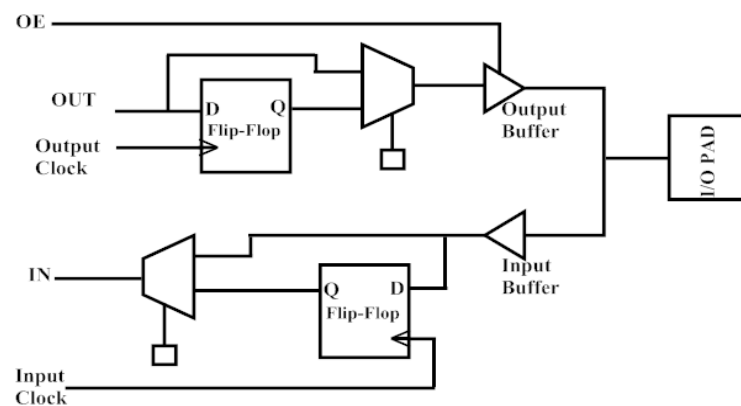 OE
OUT
D
Q
Flip-Flop
Output
Clock
Output
Buffer
I/O PAD
IN
Q
D
Flip-Flop
Input
Buffer
Input
Clock